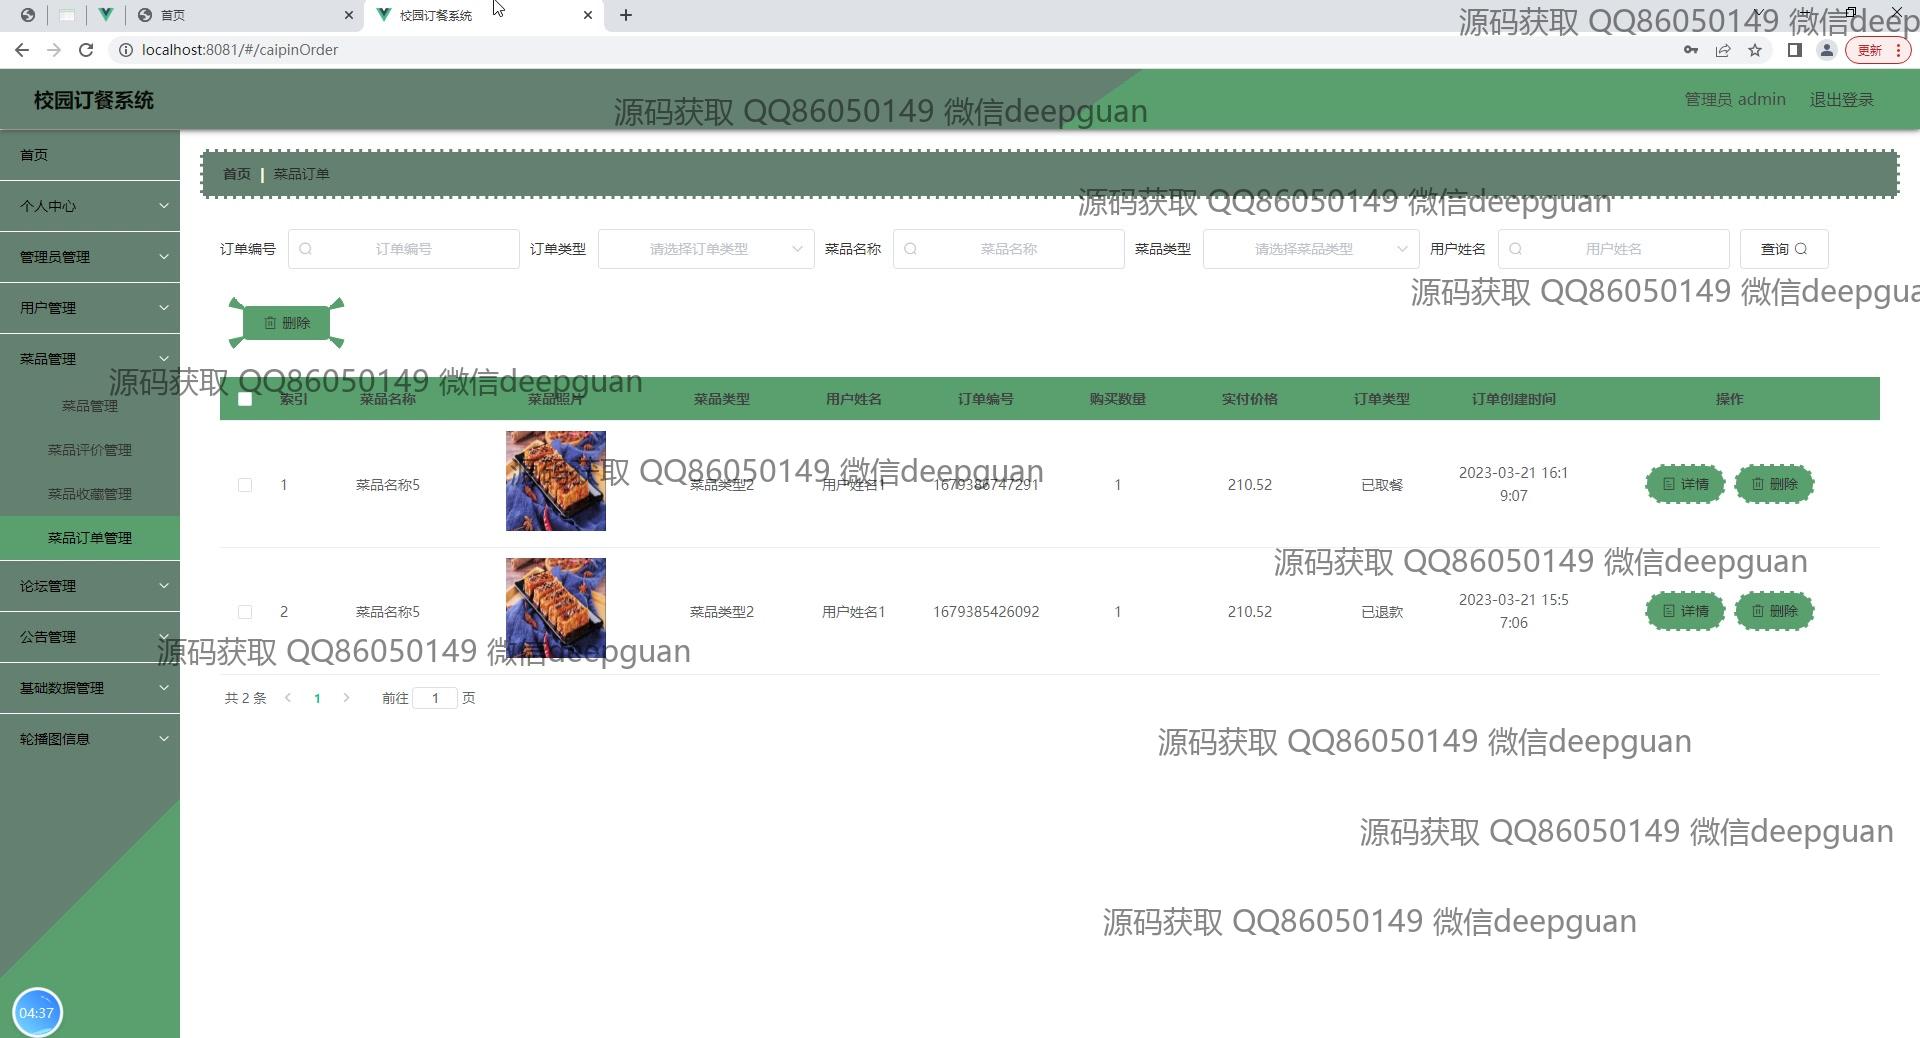 首页
校园订餐系统
源码获取 QQ86050149 微信deep
localhost:8081/#/caipinOrder
更新
校园订餐系统
源码获取 QQ86050149 微信deepguan
管理员 admin
退出登录
首页
个人中心
管理员管理
用户管理
菜品管理
菜品管理
菜品评价管理
菜品收藏管理
菜品订单管理
论坛管理
公告管理
基础数据管理
轮播图信息
首页 | 菜品订单
源码获取 QQ86050149 微信deepguan
订单编号 订单编号 订单类型 请选择订单类型 菜品名称 菜品名称 菜品类型 请选择菜品类型 用户姓名 用户姓名 查询
源码获取 QQ86050149 微信deepgua
删除
源码获取 QQ86050149 微信deepguan
索引 菜品名称 菜品照片 菜品类型 用户姓名 订单编号 购买数量 实付价格 订单类型 订单创建时间 操作
源码获取 QQ86050149 微信deepguan
1 菜品名称5 菜品类型2 用户姓名1 1679386747291 1 210.52 已取餐 2023-03-21 16:1
9:07 详情 删除
源码获取 QQ86050149 微信deepguan
2 菜品名称5 菜品类型2 用户姓名1 1679385426092 1 210.52 已退款 2023-03-21 15:5
7:06 详情 删除
源码获取 QQ86050149 微信deepguan
共 2 条 1 前往 1 页
源码获取 QQ86050149 微信deepguan
源码获取 QQ86050149 微信deepguan
源码获取 QQ86050149 微信deepguan
04:37